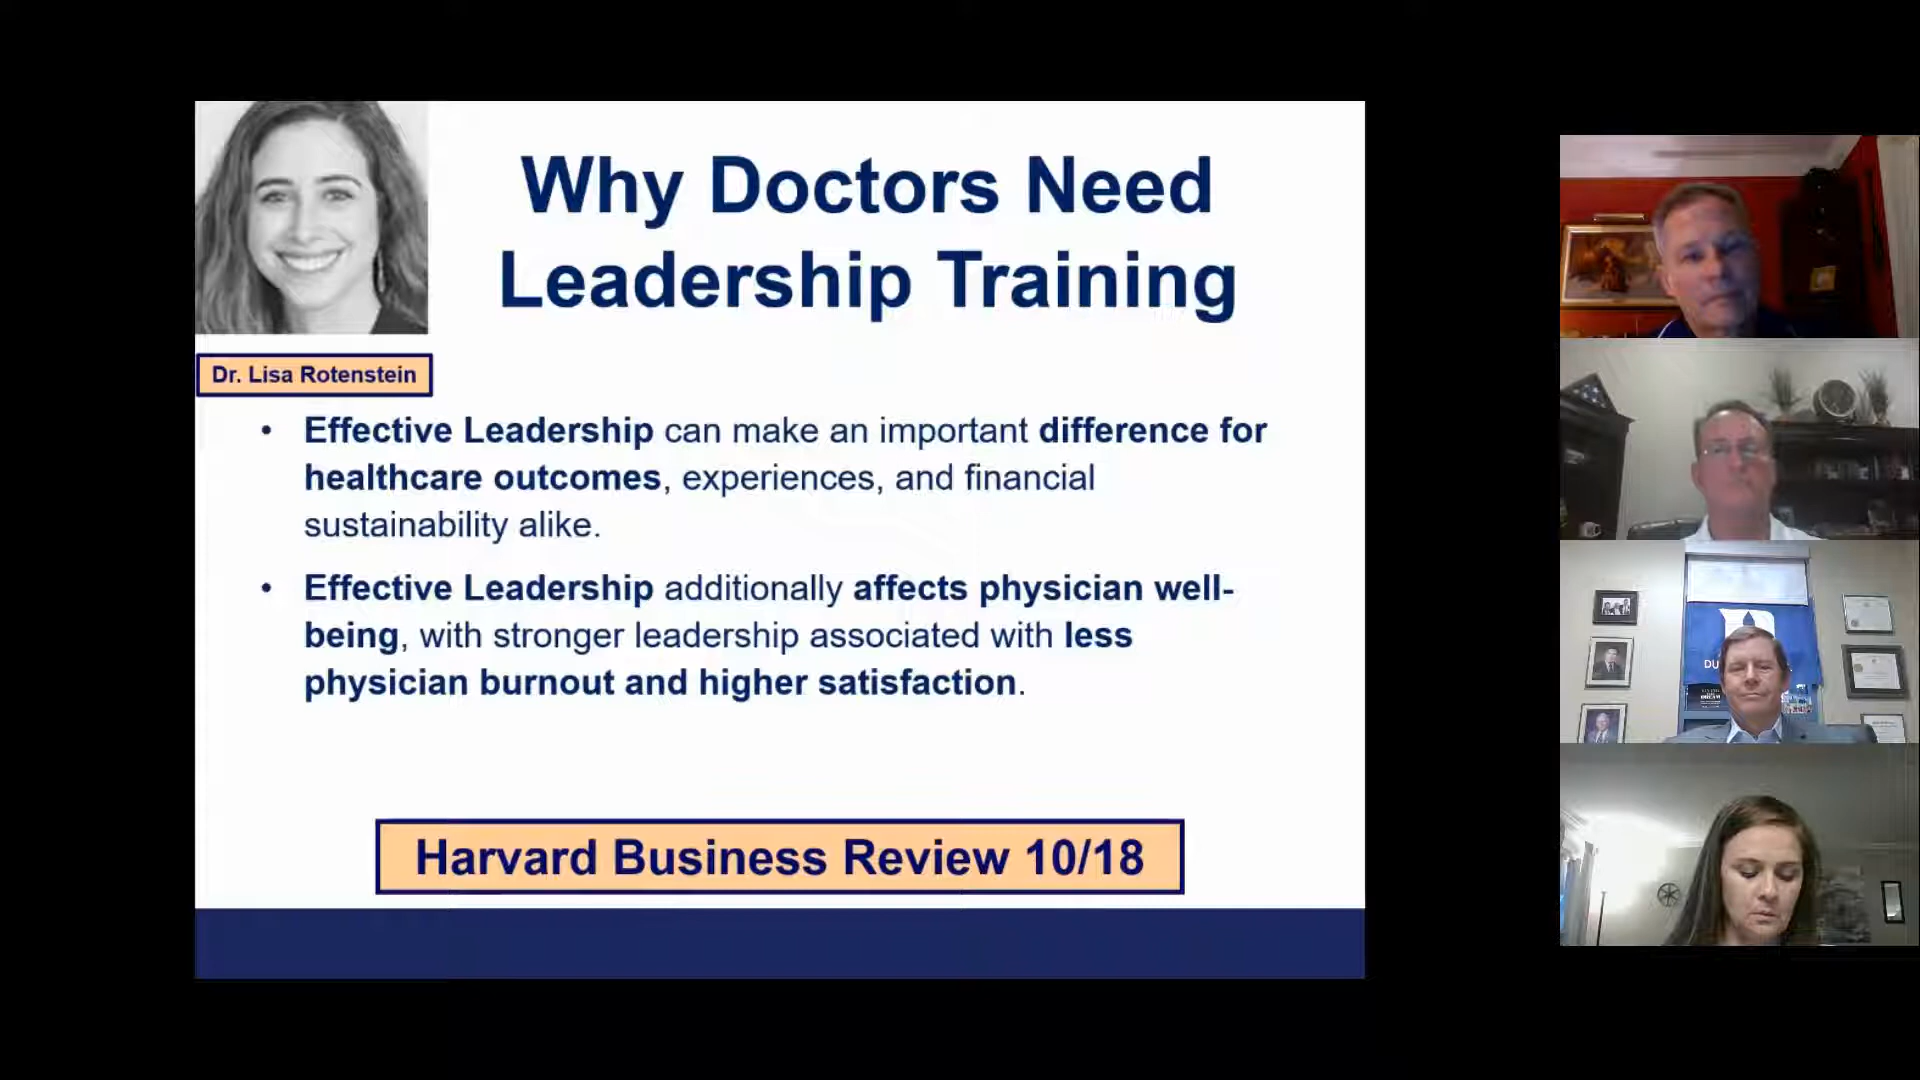 Why Doctors Need
Leadership Training
Dr. Lisa Rotenstein
• Effective Leadership can make an important difference for
healthcare outcomes, experiences, and financial
sustainability alike.
• Effective Leadership additionally affects physician well-
being, with stronger leadership associated with less
physician burnout and higher satisfaction.
Harvard Business Review 10/18